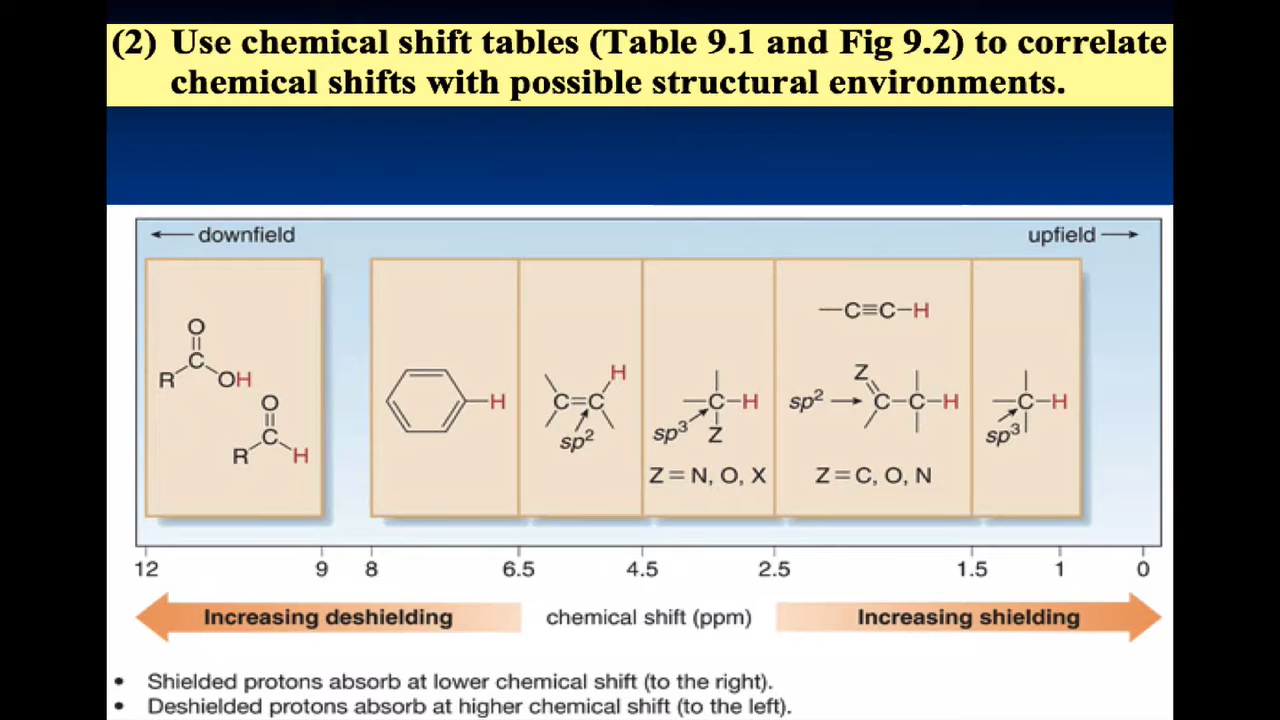 (2) Use chemical shift tables (Table 9.1 and Fig 9.2) to correlate
chemical shifts with possible structural environments.
← downfield
upfield →
O
C
R
OH
O
C
R
H
H
H
C=C
sp²
C–H
sp³
Z
Z = N, O, X
C≡C–H
Z
sp²
C–C–H
Z = C, O, N
C–H
sp³
12 9 8 6.5 4.5 2.5 1.5 1 0
Increasing deshielding
chemical shift (ppm)
Increasing shielding
• Shielded protons absorb at lower chemical shift (to the right).
• Deshielded protons absorb at higher chemical shift (to the left).